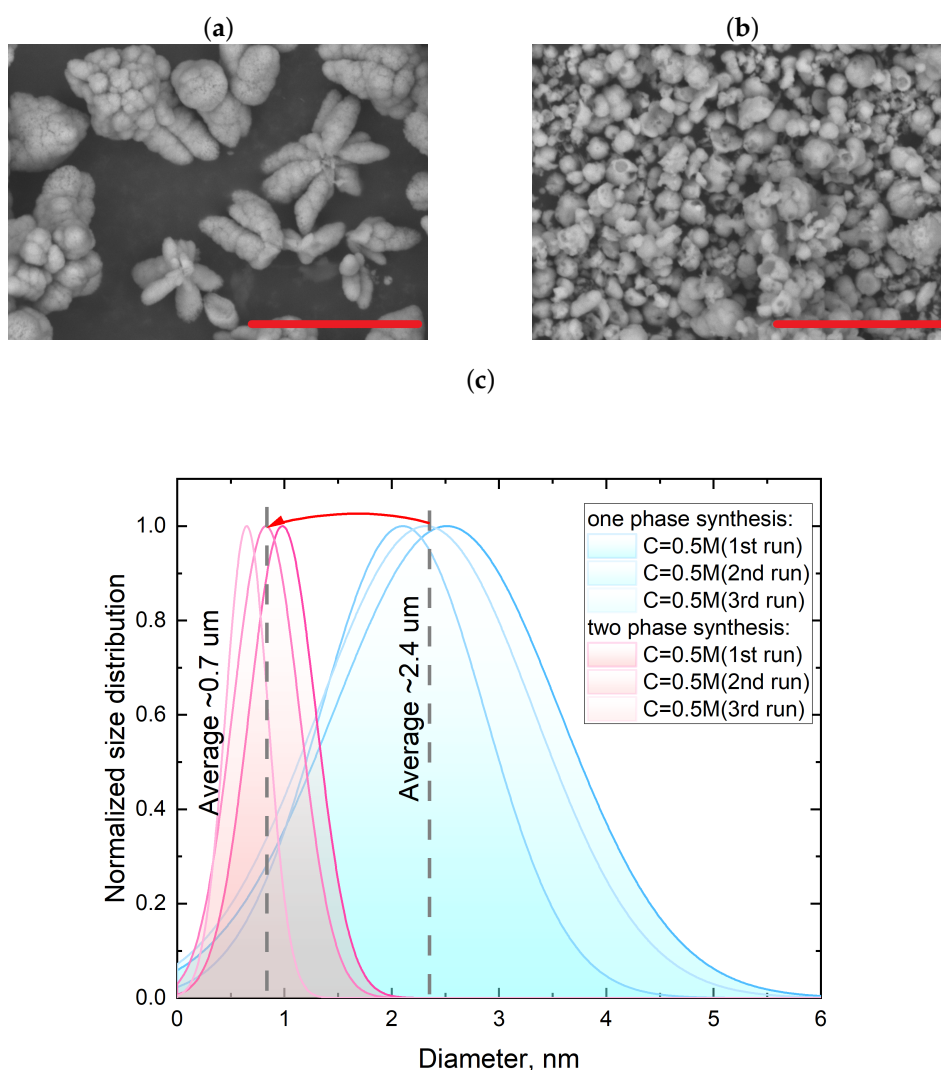 (a)
(b)
(c)
Normalized size distribution
1.0
0.8
0.6
0.4
0.2
0.0
Average ~0.7 um
Average ~2.4 um
one phase synthesis:
C=0.5M(1st run)
C=0.5M(2nd run)
C=0.5M(3rd run)
two phase synthesis:
C=0.5M(1st run)
C=0.5M(2nd run)
C=0.5M(3rd run)
0 1 2 3 4 5 6
Diameter, nm